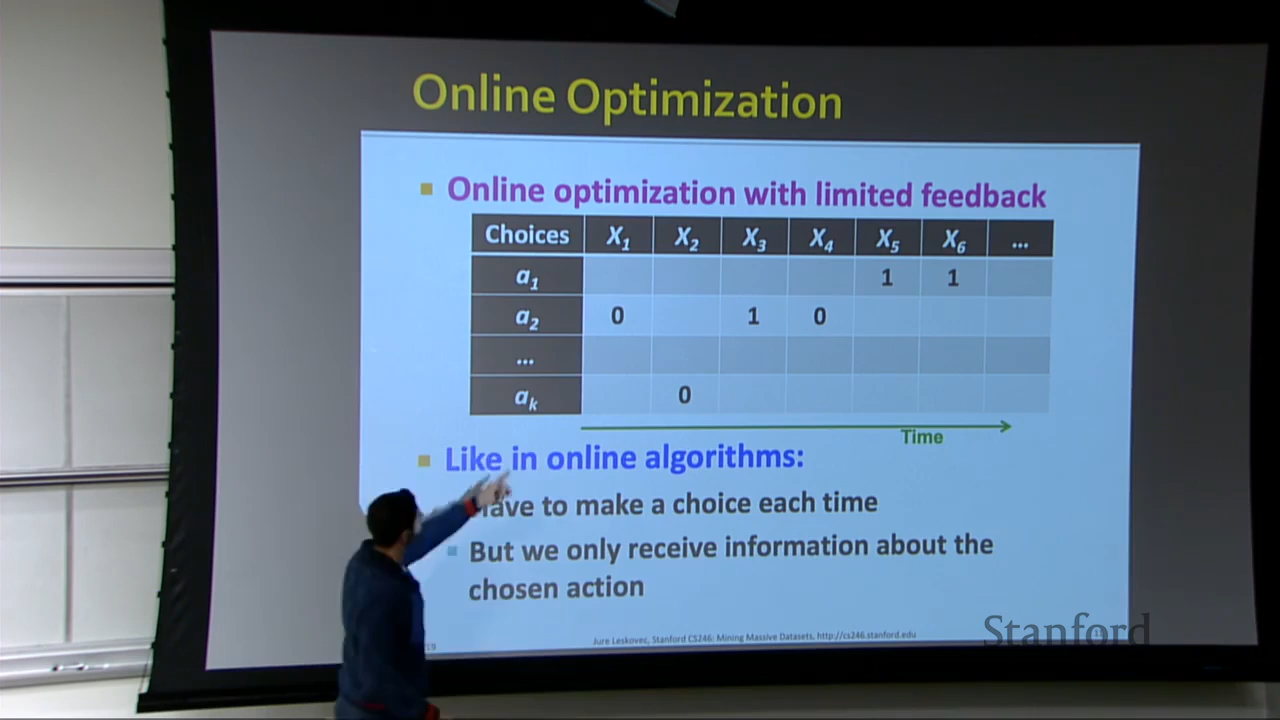 Online Optimization
Online optimization with limited feedback
Choices X1 X2 X3 X4 X5 X6 ...
a1 1 1
a2 0 1 0
...
ak 0
Time
Like in online algorithms:
to make a choice each time
But we only receive information about the
chosen action
Jure Leskovec, Stanford CS246: Mining Massive Datasets, http://cs246.stanford.edu
Stanford